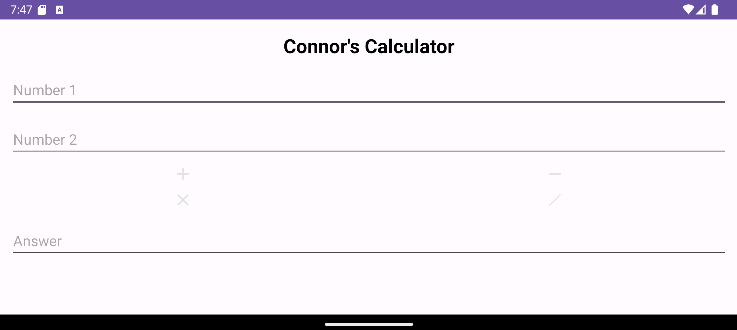 7:47
Connor's Calculator
Number 1
Number 2
+ −
× /
Answer